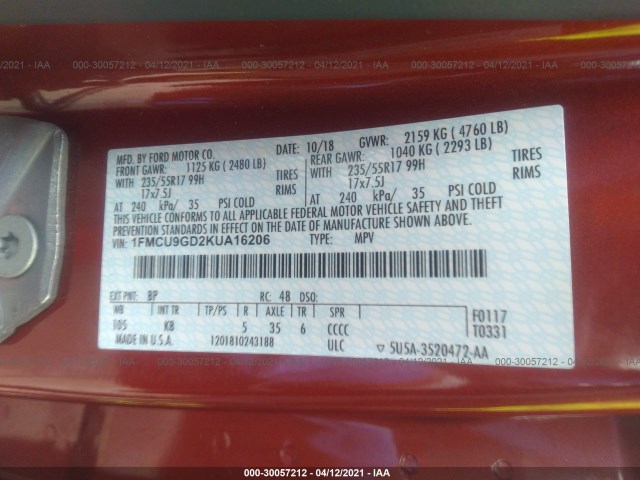 000-30057212 - 04/12/2021 - IAA
MFD. BY FORD MOTOR CO. DATE: 10/18 GVWR: 2159 KG ( 4760 LB)
FRONT GAWR: 1125 KG ( 2480 LB) REAR GAWR: 1040 KG ( 2293 LB)
WITH 235/55R17 99H TIRES WITH 235/55R17 99H TIRES
17x7.5J RIMS 17x7.5J RIMS
AT 240 kPa/ 35 PSI COLD AT 240 kPa/ 35 PSI COLD
THIS VEHICLE CONFORMS TO ALL APPLICABLE FEDERAL MOTOR VEHICLE SAFETY AND THEFT PREVENTION
STANDARDS IN EFFECT ON THE DATE OF MANUFACTURE SHOWN ABOVE.
VIN: 1FMCU9GD2KUA16206 TYPE: MPV
EXT PNT: BP RC: 48 DSO: F0117
WB INT TR TP/PS R AXLE TR SPR T0331
105 KB 5 35 6 CCCC
MADE IN U.S.A. 1201810243188 ULC ▽ 5U5A-3520472-AA
000-30057212 - 04/12/2021 - IAA